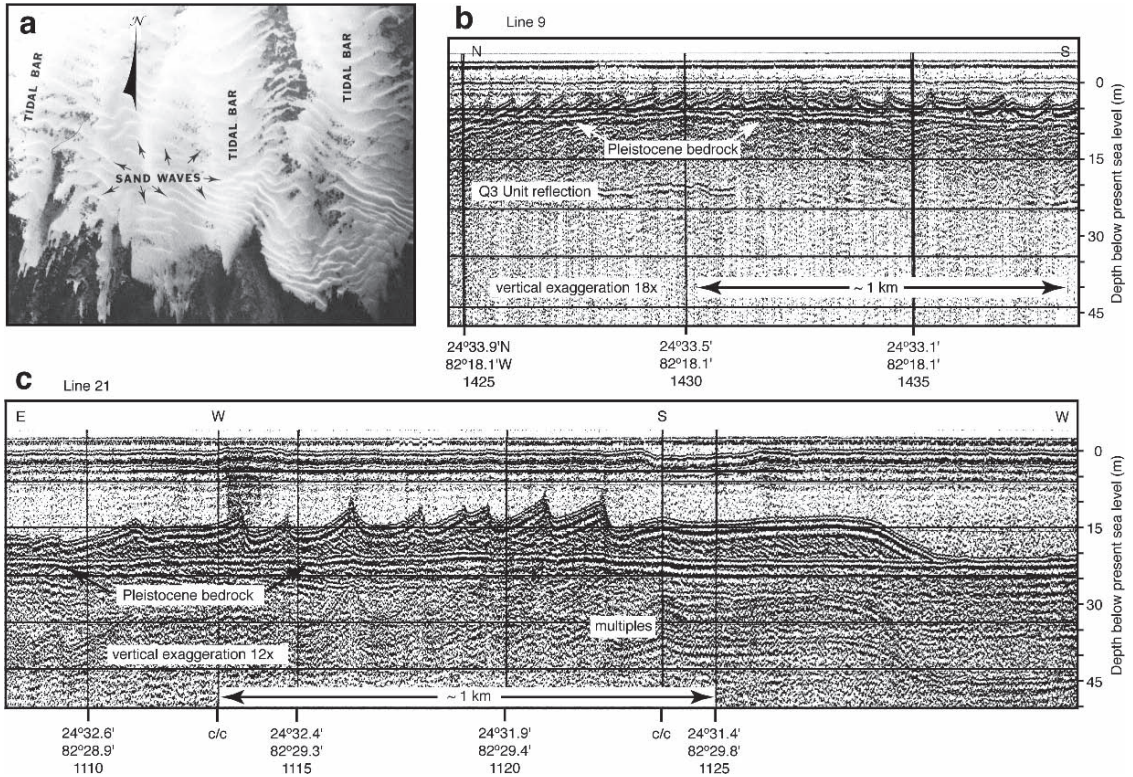 a
N
TIDAL BAR
TIDAL BAR
TIDAL BAR
SAND WAVES
b Line 9
N S
0
15
30
45
Depth below present sea level (m)
Pleistocene bedrock
Q3 Unit reflection
vertical exaggeration 18x
~ 1 km
24°33.9'N 24°33.5' 24°33.1'
82°18.1'W 82°18.1' 82°18.1'
1425 1430 1435
c Line 21
E W S W
0
15
30
45
Depth below present sea level (m)
Pleistocene bedrock
multiples
vertical exaggeration 12x
~ 1 km
24°32.6' c/c 24°32.4' 24°31.9' c/c 24°31.4'
82°28.9' 82°29.3' 82°29.4' 82°29.8'
1110 1115 1120 1125